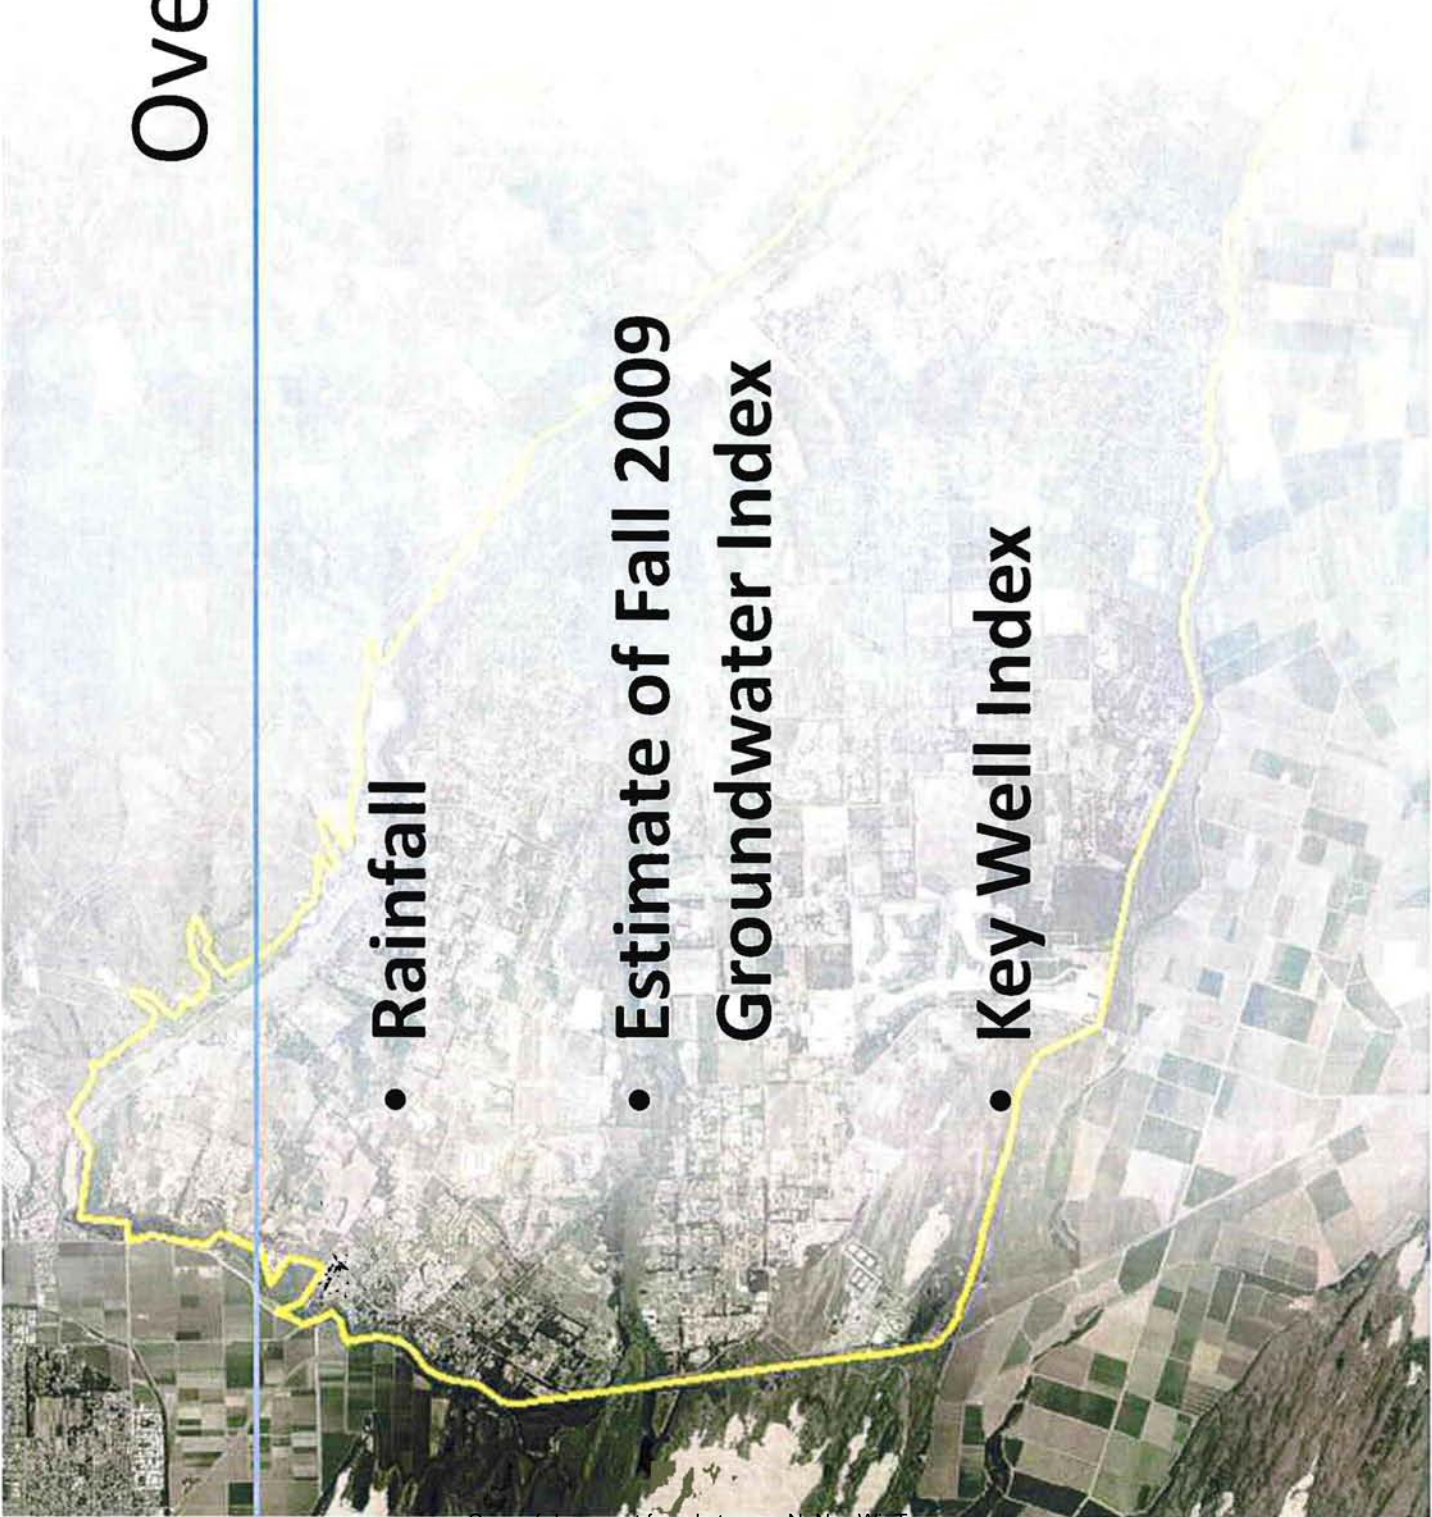 Ove
• Rainfall
• Estimate of Fall 2009
Groundwater Index
• Key Well Index